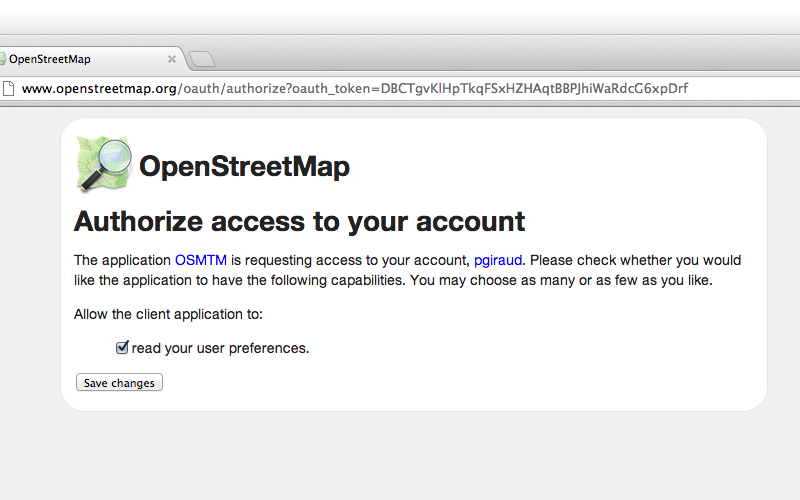 OpenStreetMap
www.openstreetmap.org/oauth/authorize?oauth_token=DBCTgvKlHpTkqFSxHZHAqtBBPJhiWaRdcG6xpDrf
OpenStreetMap
Authorize access to your account
The application OSMTM is requesting access to your account, pgiraud. Please check whether you would
like the application to have the following capabilities. You may choose as many or as few as you like.
Allow the client application to:
read your user preferences.
Save changes